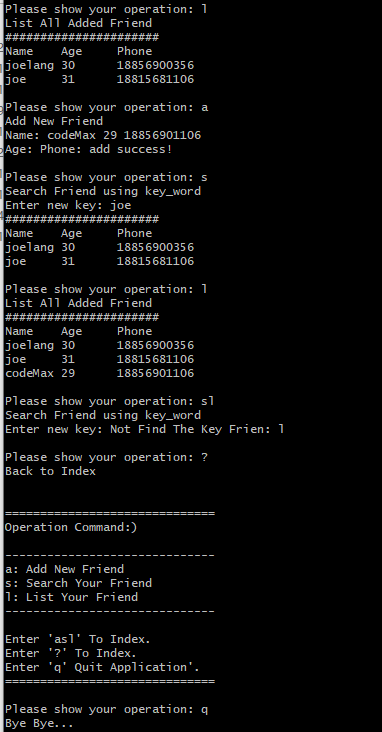 Please show your operation: l
List All Added Friend
######################
Name    Age     Phone
joelang 30      18856900356
joe     31      18815681106
Please show your operation: a
Add New Friend
Name: codeMax 29 18856901106
Age: Phone: add success!
Please show your operation: s
Search Friend using key_word
Enter new key: joe
######################
Name    Age     Phone
joelang 30      18856900356
joe     31      18815681106
Please show your operation: l
List All Added Friend
######################
Name    Age     Phone
joelang 30      18856900356
joe     31      18815681106
codeMax 29      18856901106
Please show your operation: sl
Search Friend using key_word
Enter new key: Not Find The Key Frien: l
Please show your operation: ?
Back to Index
==============================
Operation Command:)
------------------------------
a: Add New Friend
s: Search Your Friend
l: List Your Friend
------------------------------
Enter 'asl' To Index.
Enter '?' To Index.
Enter 'q' Quit Application'.
==============================
Please show your operation: q
Bye Bye...